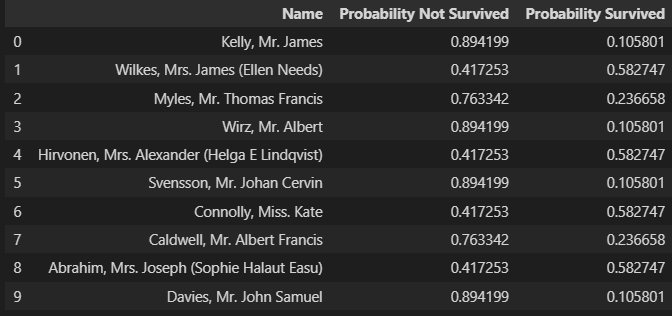 Name Probability Not Survived Probability Survived
0 Kelly, Mr. James 0.894199 0.105801
1 Wilkes, Mrs. James (Ellen Needs) 0.417253 0.582747
2 Myles, Mr. Thomas Francis 0.763342 0.236658
3 Wirz, Mr. Albert 0.894199 0.105801
4 Hirvonen, Mrs. Alexander (Helga E Lindqvist) 0.417253 0.582747
5 Svensson, Mr. Johan Cervin 0.894199 0.105801
6 Connolly, Miss. Kate 0.417253 0.582747
7 Caldwell, Mr. Albert Francis 0.763342 0.236658
8 Abrahim, Mrs. Joseph (Sophie Halaut Easu) 0.417253 0.582747
9 Davies, Mr. John Samuel 0.894199 0.105801